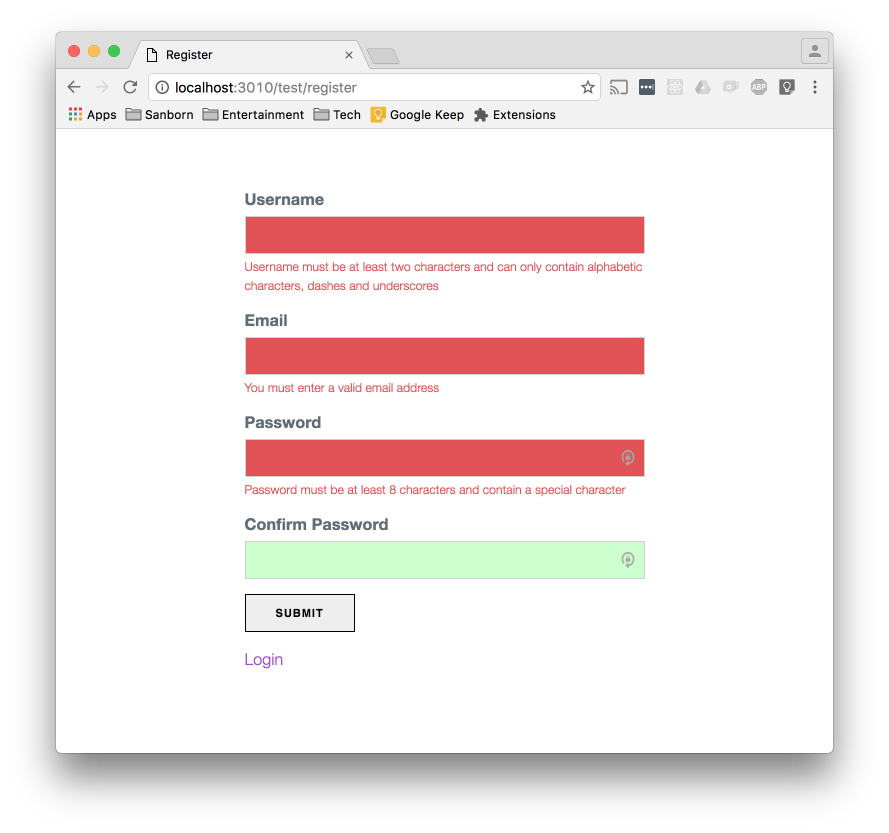 Register
localhost:3010/test/register
ABP
Apps Sanborn Entertainment Tech Google Keep Extensions
Username
Username must be at least two characters and can only contain alphabetic
characters, dashes and underscores
Email
You must enter a valid email address
Password
Password must be at least 8 characters and contain a special character
Confirm Password
SUBMIT
Login